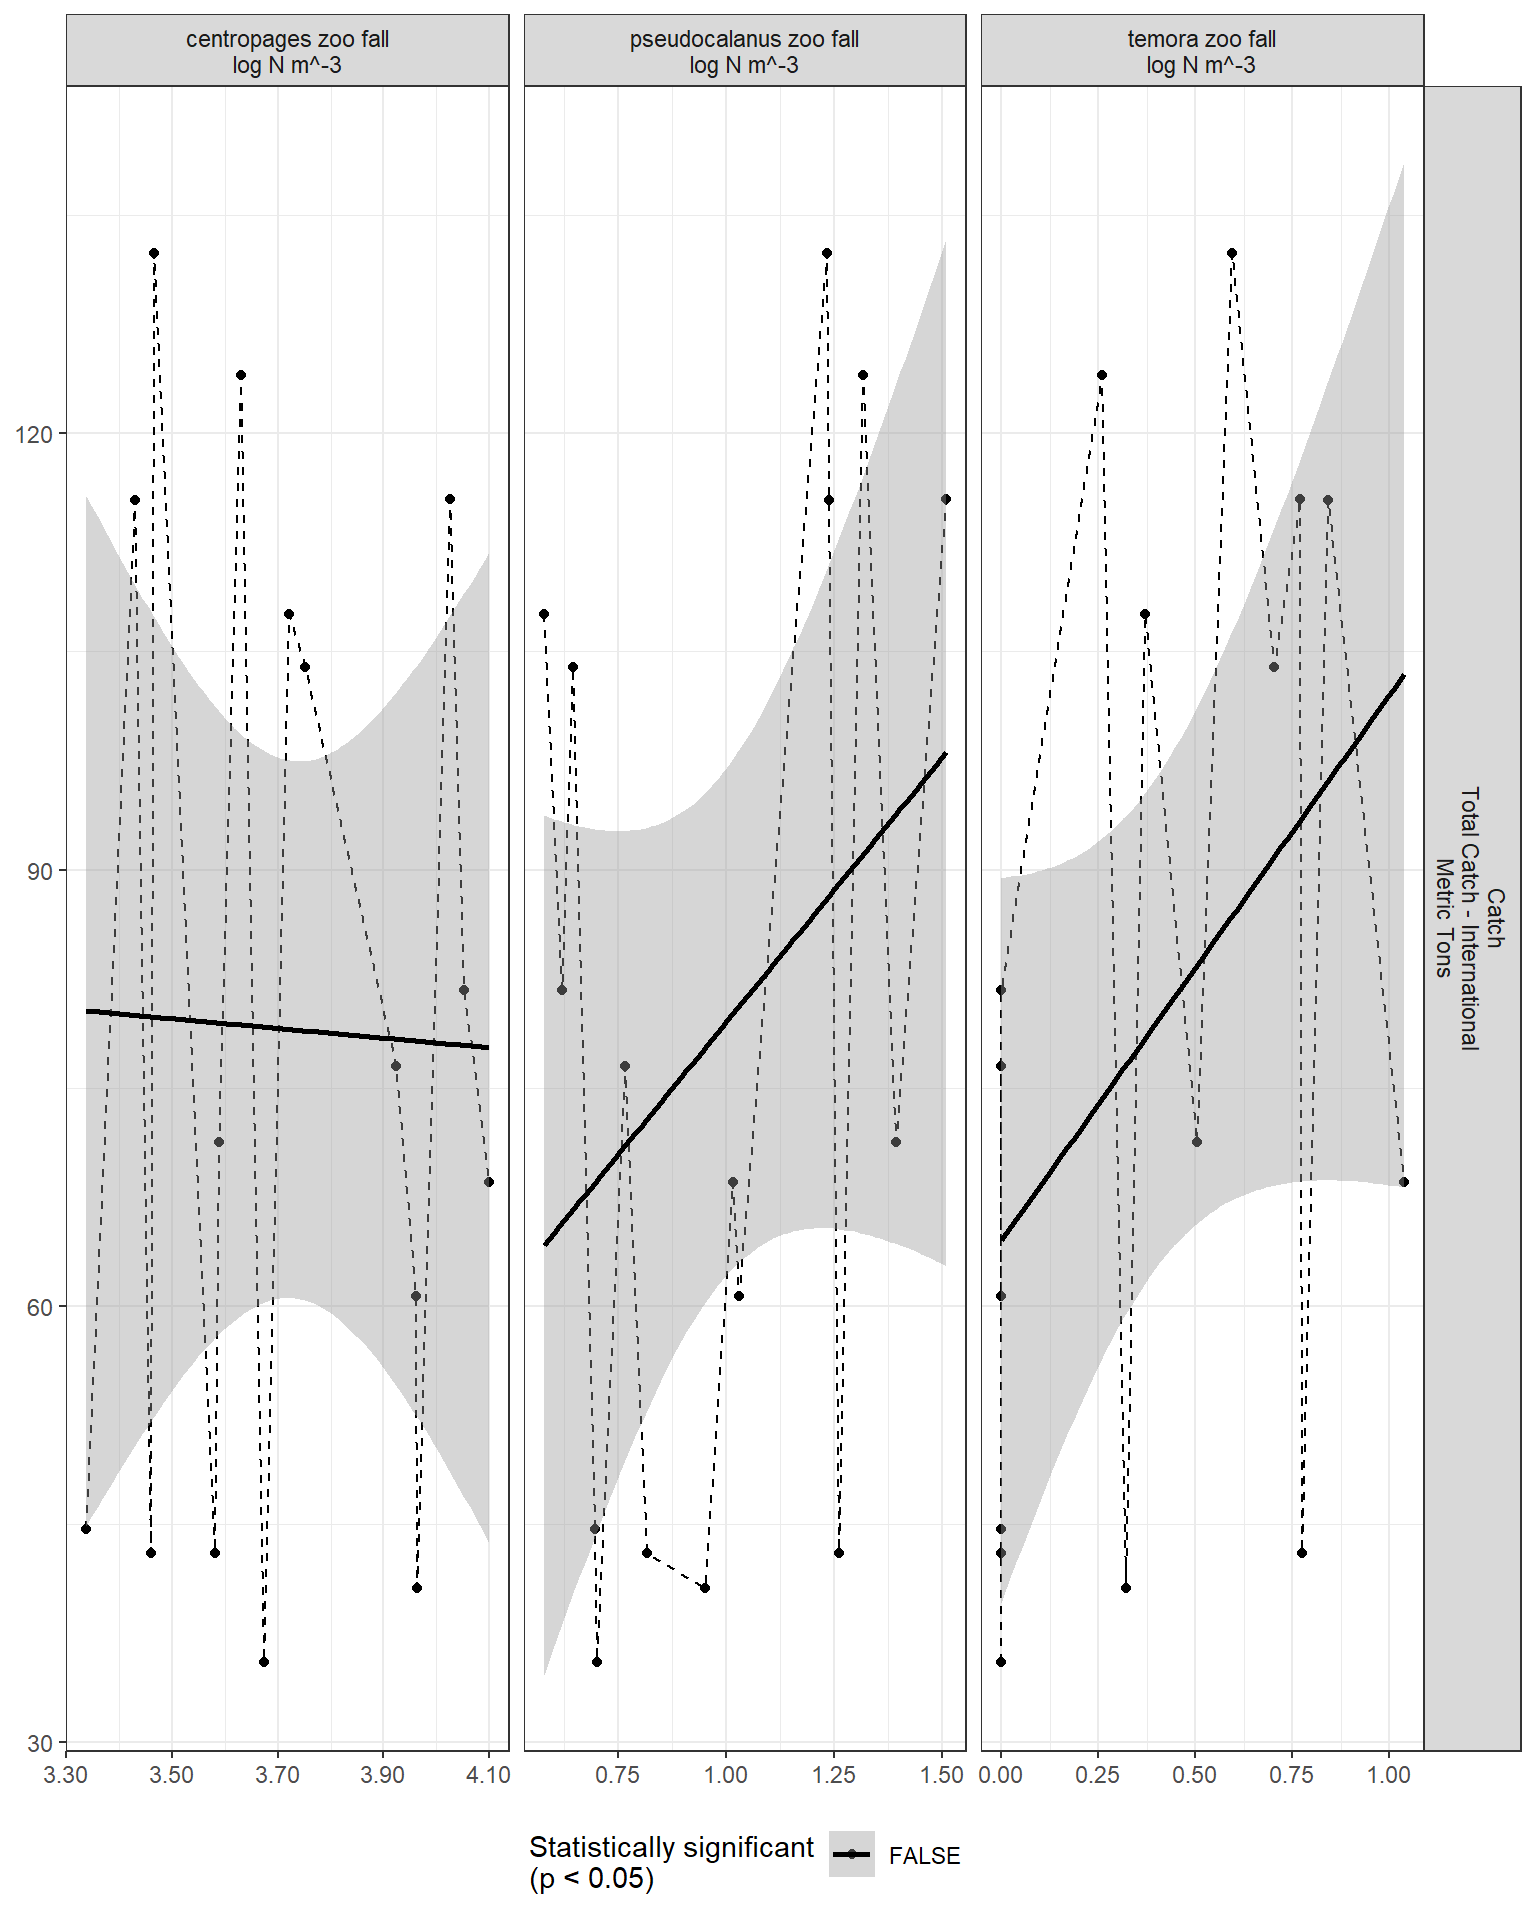 centropages zoo fall
log N m^-3
pseudocalanus zoo fall
log N m^-3
temora zoo fall
log N m^-3
120
90
60
30
Catch
Total Catch - International
Metric Tons
3.30 3.50 3.70 3.90 4.10
0.75 1.00 1.25 1.50
0.00 0.25 0.50 0.75 1.00
Statistically significant
(p < 0.05)
FALSE